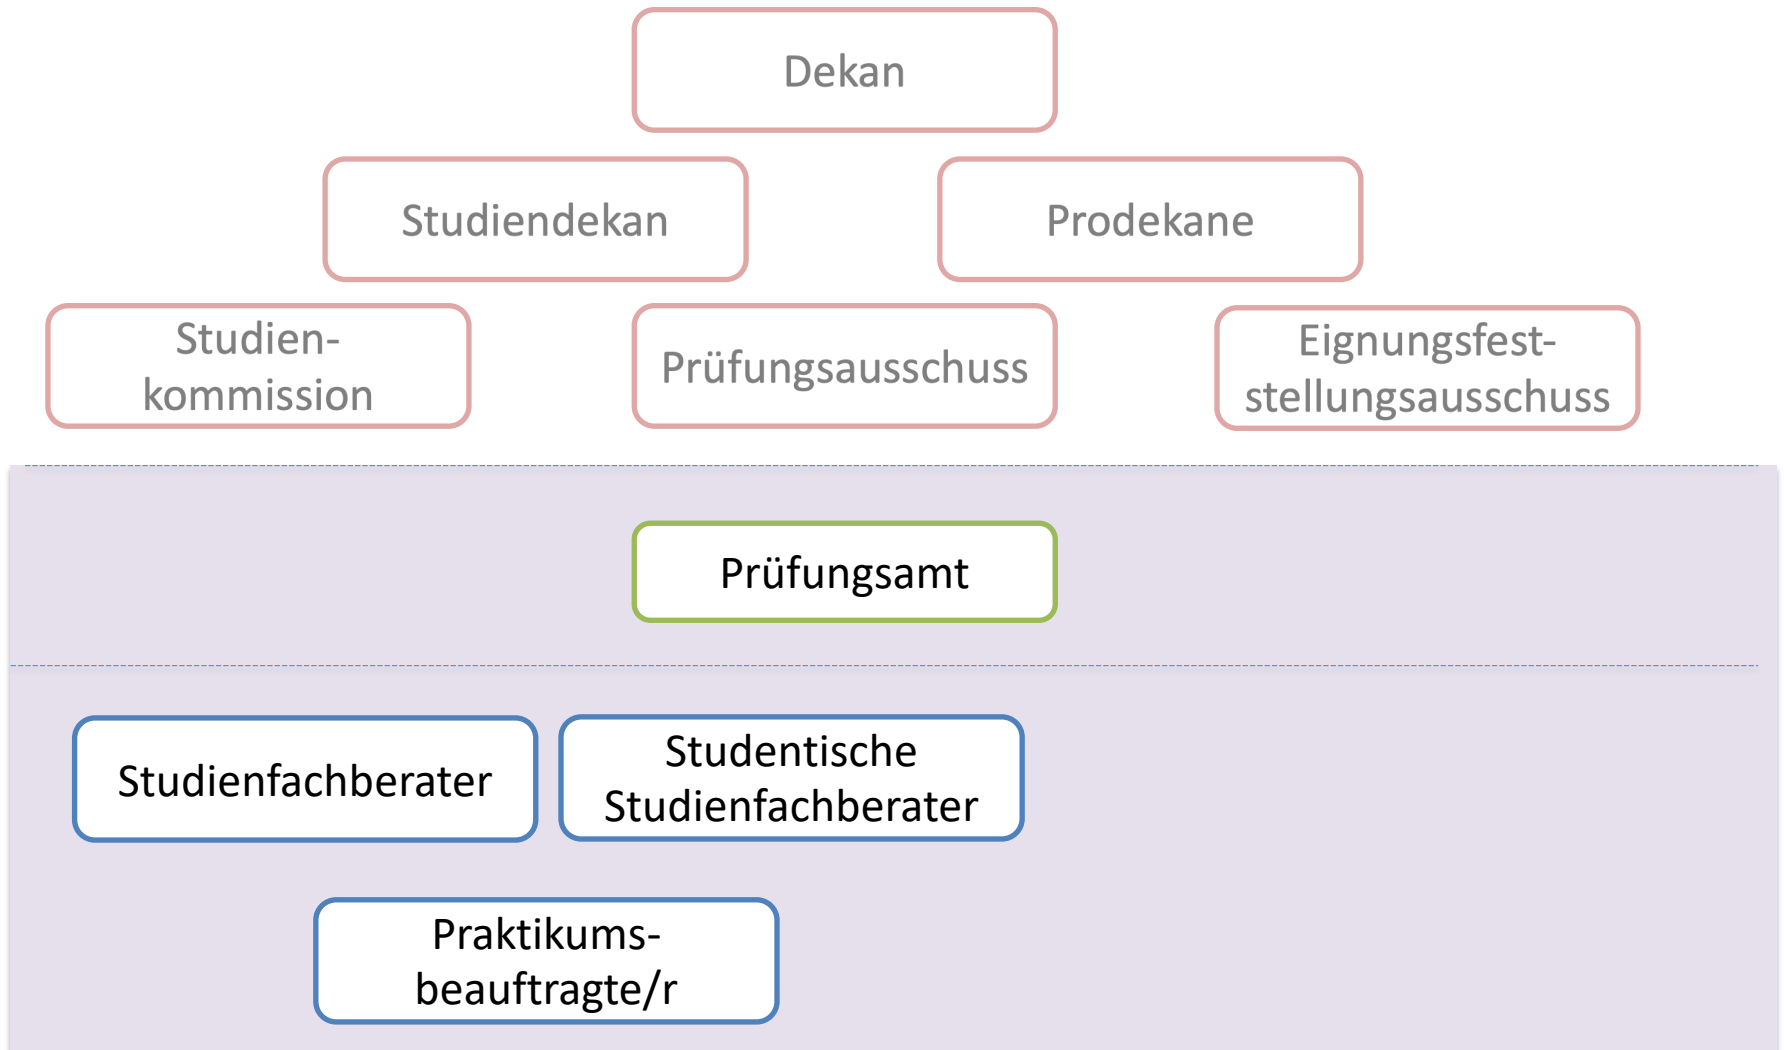 Dekan
Studiendekan
Prodekane
Studien-
kommission
Prüfungsausschuss
Eignungsfest-
stellungsausschuss
Prüfungsamt
Studienfachberater
Studentische
Studienfachberater
Praktikums-
beauftragte/r